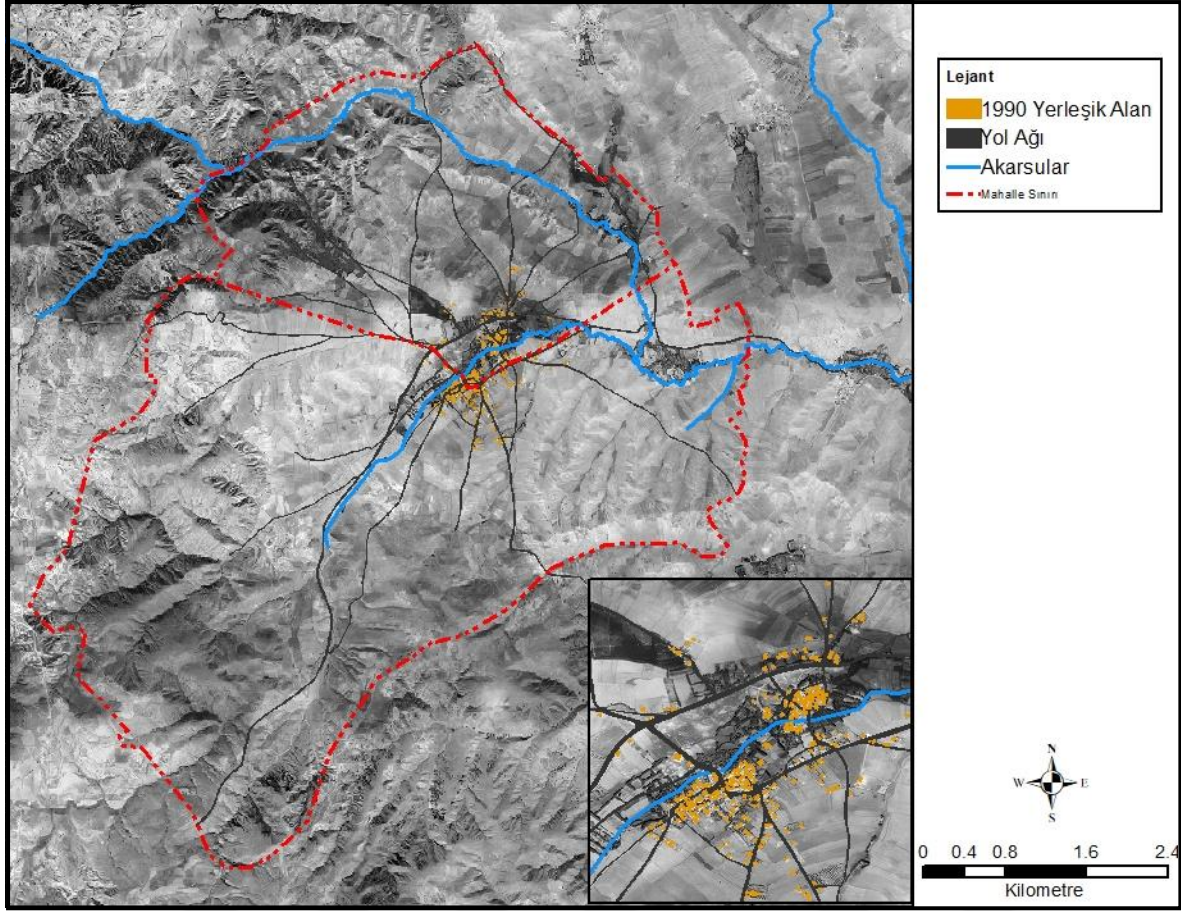 Lejant
1990 Yerleşik Alan
Yol Ağı
Akarsular
Mahalle Sınırı
N
W E
S
0 0.4 0.8 1.6 2.4
Kilometre